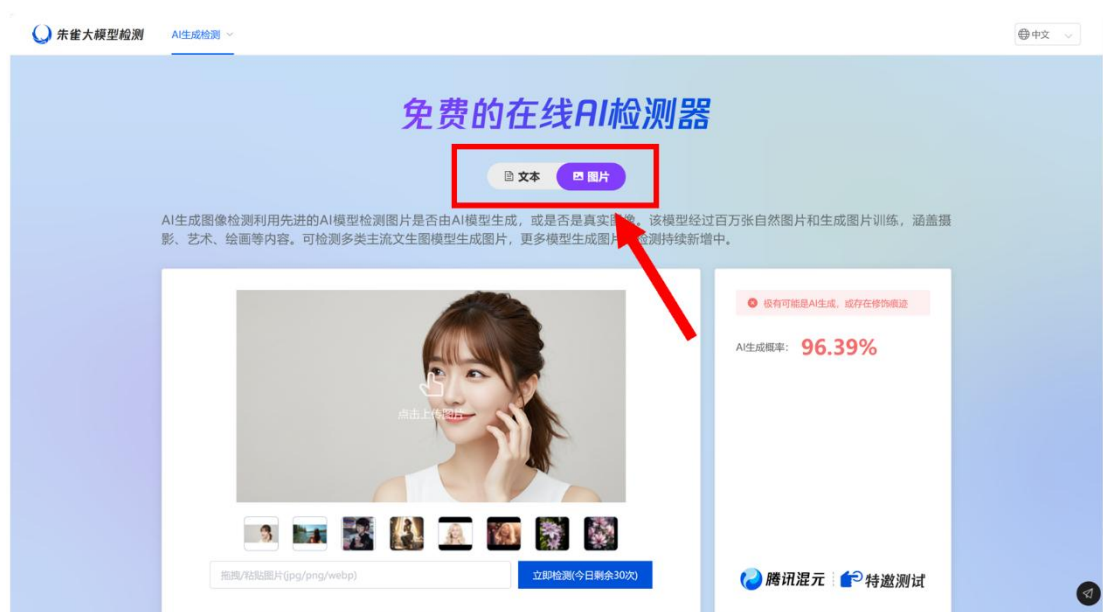 朱雀大模型检测
AI生成检测
中文
免费的在线AI检测器
文本
图片
AI生成图像检测利用先进的AI模型检测图片是否由AI模型生成，或是否是真实图像。该模型经过百万张自然图片和生成图片训练，涵盖摄
影、艺术、绘画等内容。可检测多类主流文生图模型生成图片，更多模型生成图片 检测持续新增中。
极有可能是AI生成，或存在修饰痕迹
AI生成概率： 96.39%
点击上传图片
拖拽/粘贴图片(jpg/png/webp)
立即检测(今日剩余30次)
腾讯混元
特邀测试